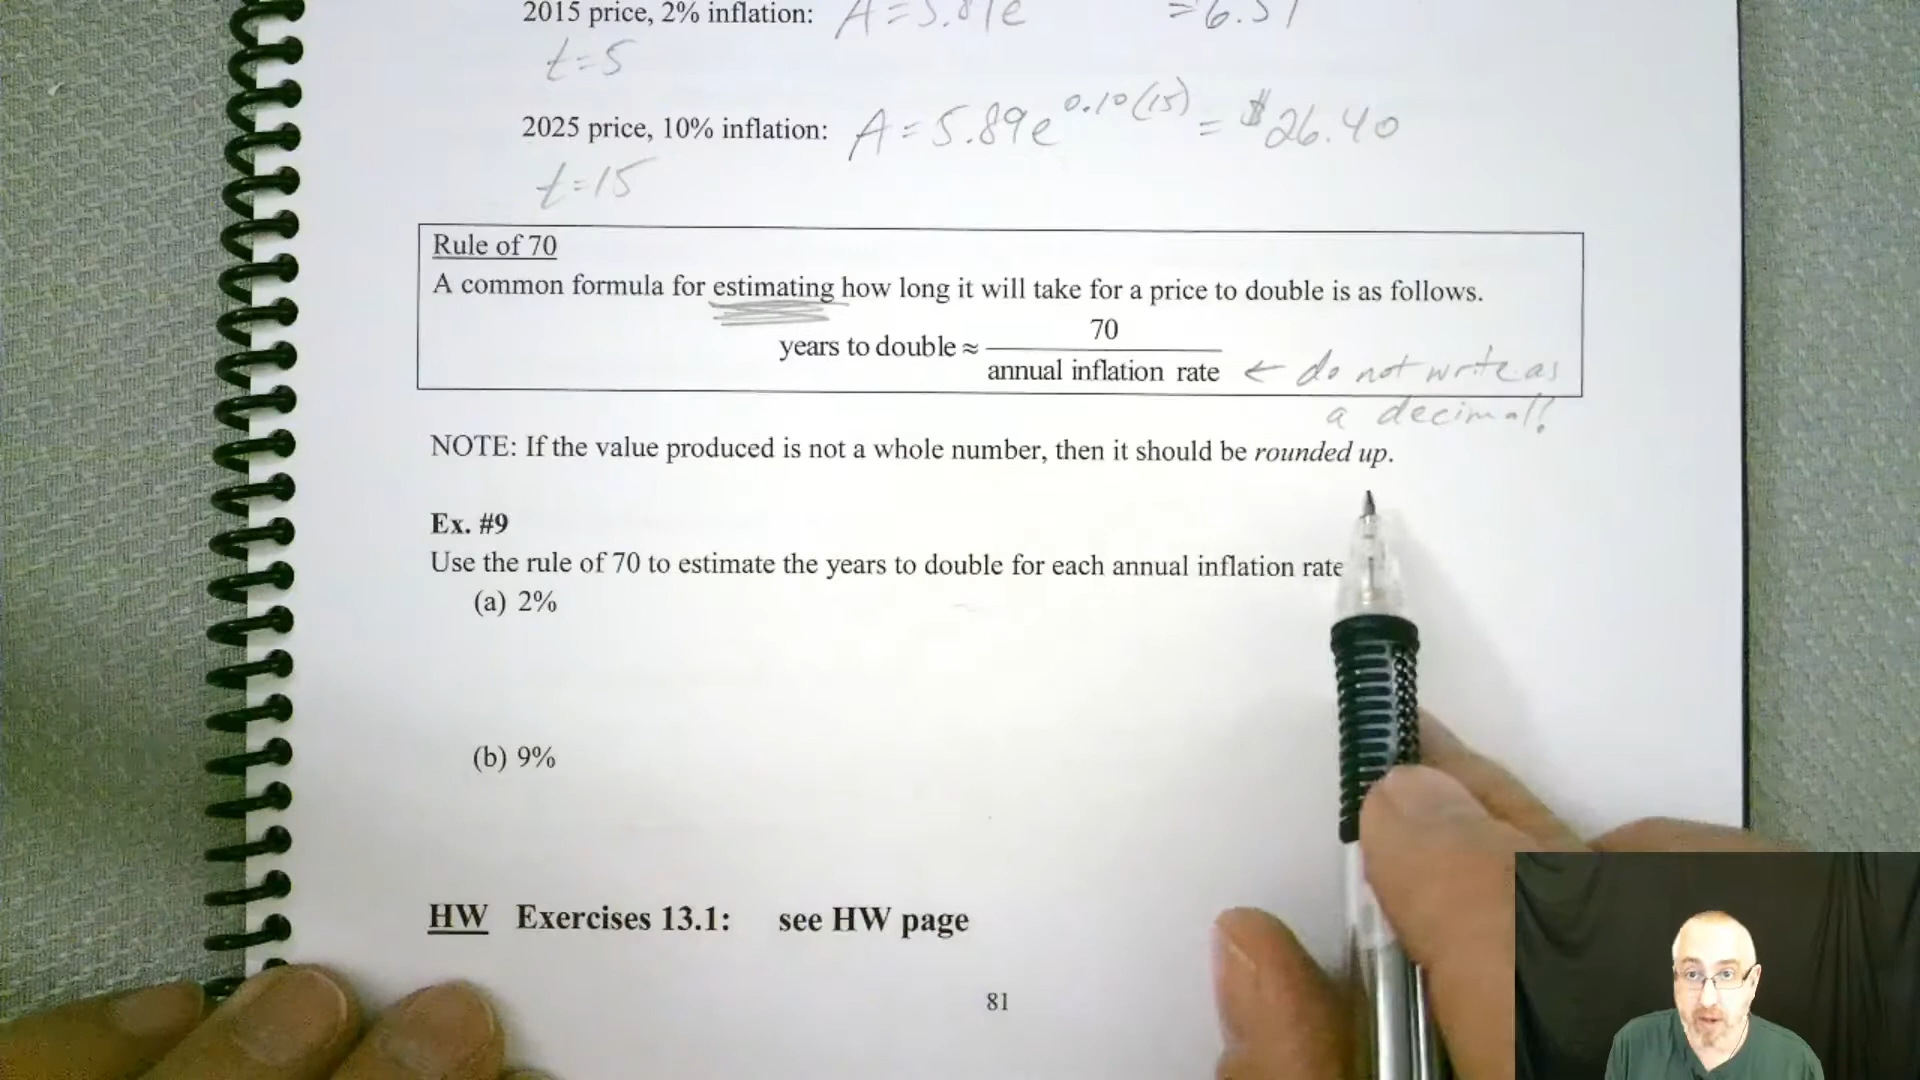 2015 price, 2% inflation: A = 5.89e = 6.51
t=5
2025 price, 10% inflation: A = 5.89e^0.10(15) = $26.40
t=15
Rule of 70
A common formula for estimating how long it will take for a price to double is as follows.
years to double ≈ 70 / annual inflation rate ← do not write as
a decimal!
NOTE: If the value produced is not a whole number, then it should be rounded up.
Ex. #9
Use the rule of 70 to estimate the years to double for each annual inflation rate
(a) 2%
(b) 9%
HW Exercises 13.1: see HW page
81